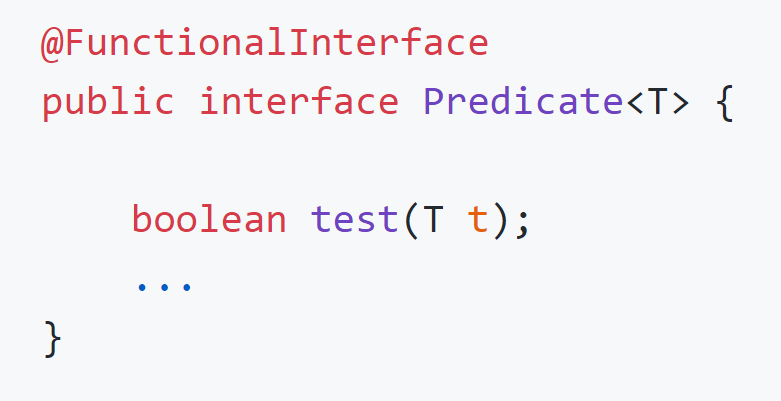 @FunctionalInterface
public interface Predicate<T> {
boolean test(T t);
...
}